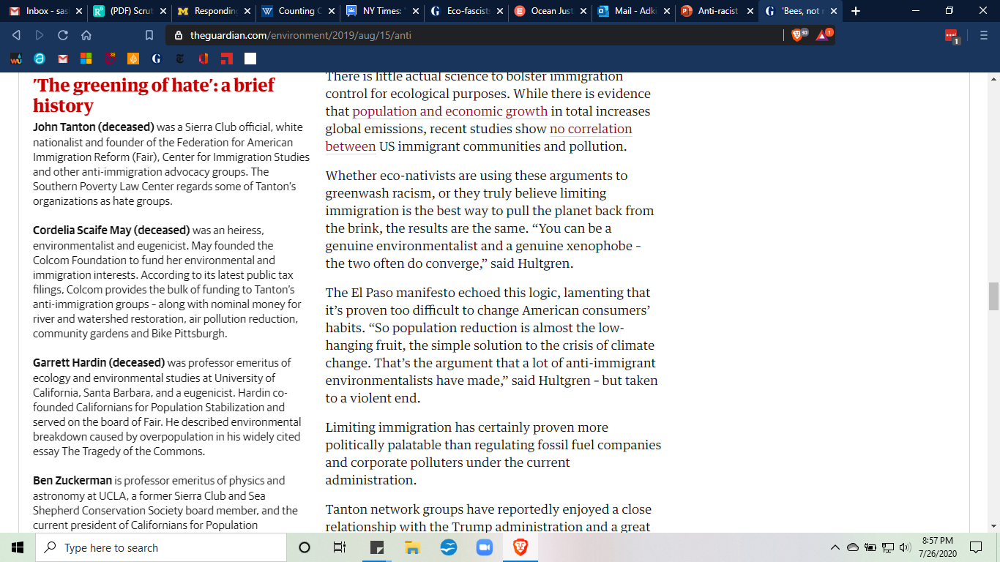 Inbox - sas
(PDF) Scrut
Responding
Counting C
NY Times: "
Eco-fascist
Ocean Just
Mail - Adki
Anti-racist
'Bees, not r
theguardian.com/environment/2019/aug/15/anti
30
1
1
'The greening of hate': a brief
history
John Tanton (deceased) was a Sierra Club official, white
nationalist and founder of the Federation for American
Immigration Reform (Fair), Center for Immigration Studies
and other anti-immigration advocacy groups. The
Southern Poverty Law Center regards some of Tanton's
organizations as hate groups.
Cordelia Scaife May (deceased) was an heiress,
environmentalist and eugenicist. May founded the
Colcom Foundation to fund her environmental and
immigration interests. According to its latest public tax
filings, Colcom provides the bulk of funding to Tanton's
anti-immigration groups – along with nominal money for
river and watershed restoration, air pollution reduction,
community gardens and Bike Pittsburgh.
Garrett Hardin (deceased) was professor emeritus of
ecology and environmental studies at University of
California, Santa Barbara, and a eugenicist. Hardin co-
founded Californians for Population Stabilization and
served on the board of Fair. He described environmental
breakdown caused by overpopulation in his widely cited
essay The Tragedy of the Commons.
Ben Zuckerman is professor emeritus of physics and
astronomy at UCLA, a former Sierra Club and Sea
Shepherd Conservation Society board member, and the
current president of Californians for Population
There is little actual science to bolster immigration
control for ecological purposes. While there is evidence
that population and economic growth in total increases
global emissions, recent studies show no correlation
between US immigrant communities and pollution.
Whether eco-nativists are using these arguments to
greenwash racism, or they truly believe limiting
immigration is the best way to pull the planet back from
the brink, the results are the same. “You can be a
genuine environmentalist and a genuine xenophobe –
the two often do converge,” said Hultgren.
The El Paso manifesto echoed this logic, lamenting that
it’s proven too difficult to change American consumers’
habits. “So population reduction is almost the low-
hanging fruit, the simple solution to the crisis of climate
change. That’s the argument that a lot of anti-immigrant
environmentalists have made,” said Hultgren – but taken
to a violent end.
Limiting immigration has certainly proven more
politically palatable than regulating fossil fuel companies
and corporate polluters under the current
administration.
Tanton network groups have reportedly enjoyed a close
relationship with the Trump administration and a great
Type here to search
8:57 PM
7/26/2020